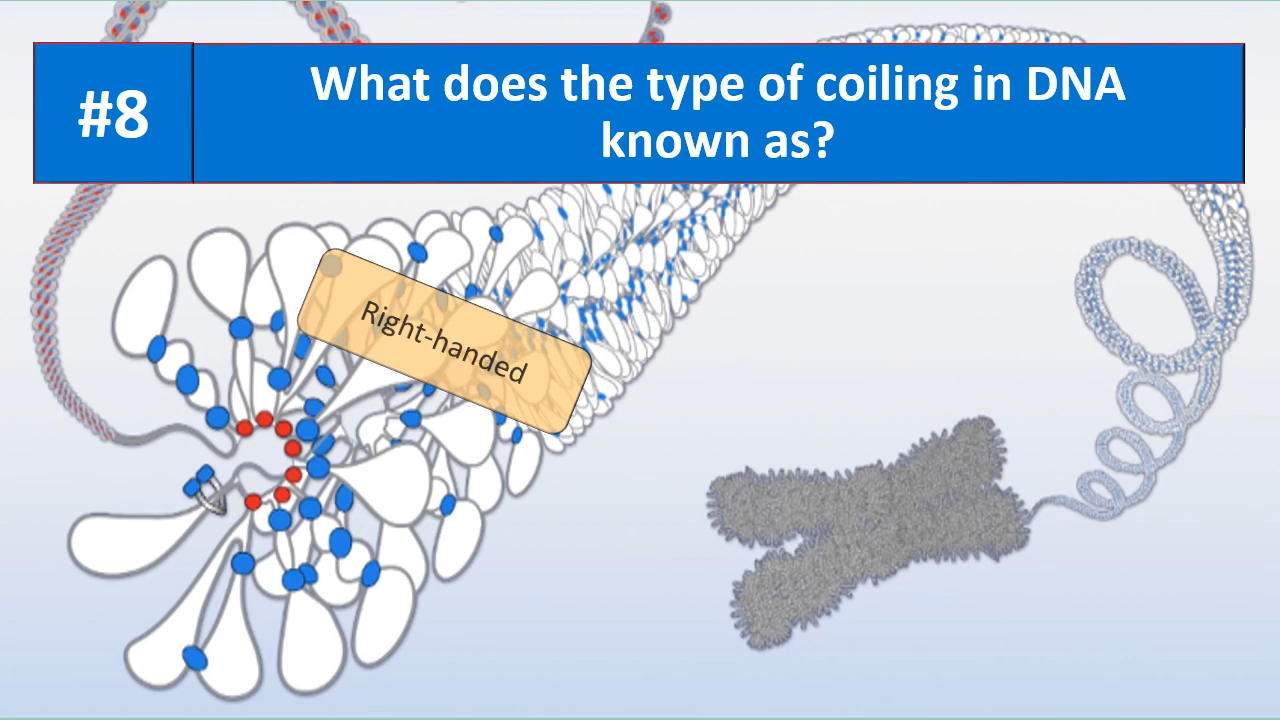 #8
What does the type of coiling in DNA
known as?
Right-handed